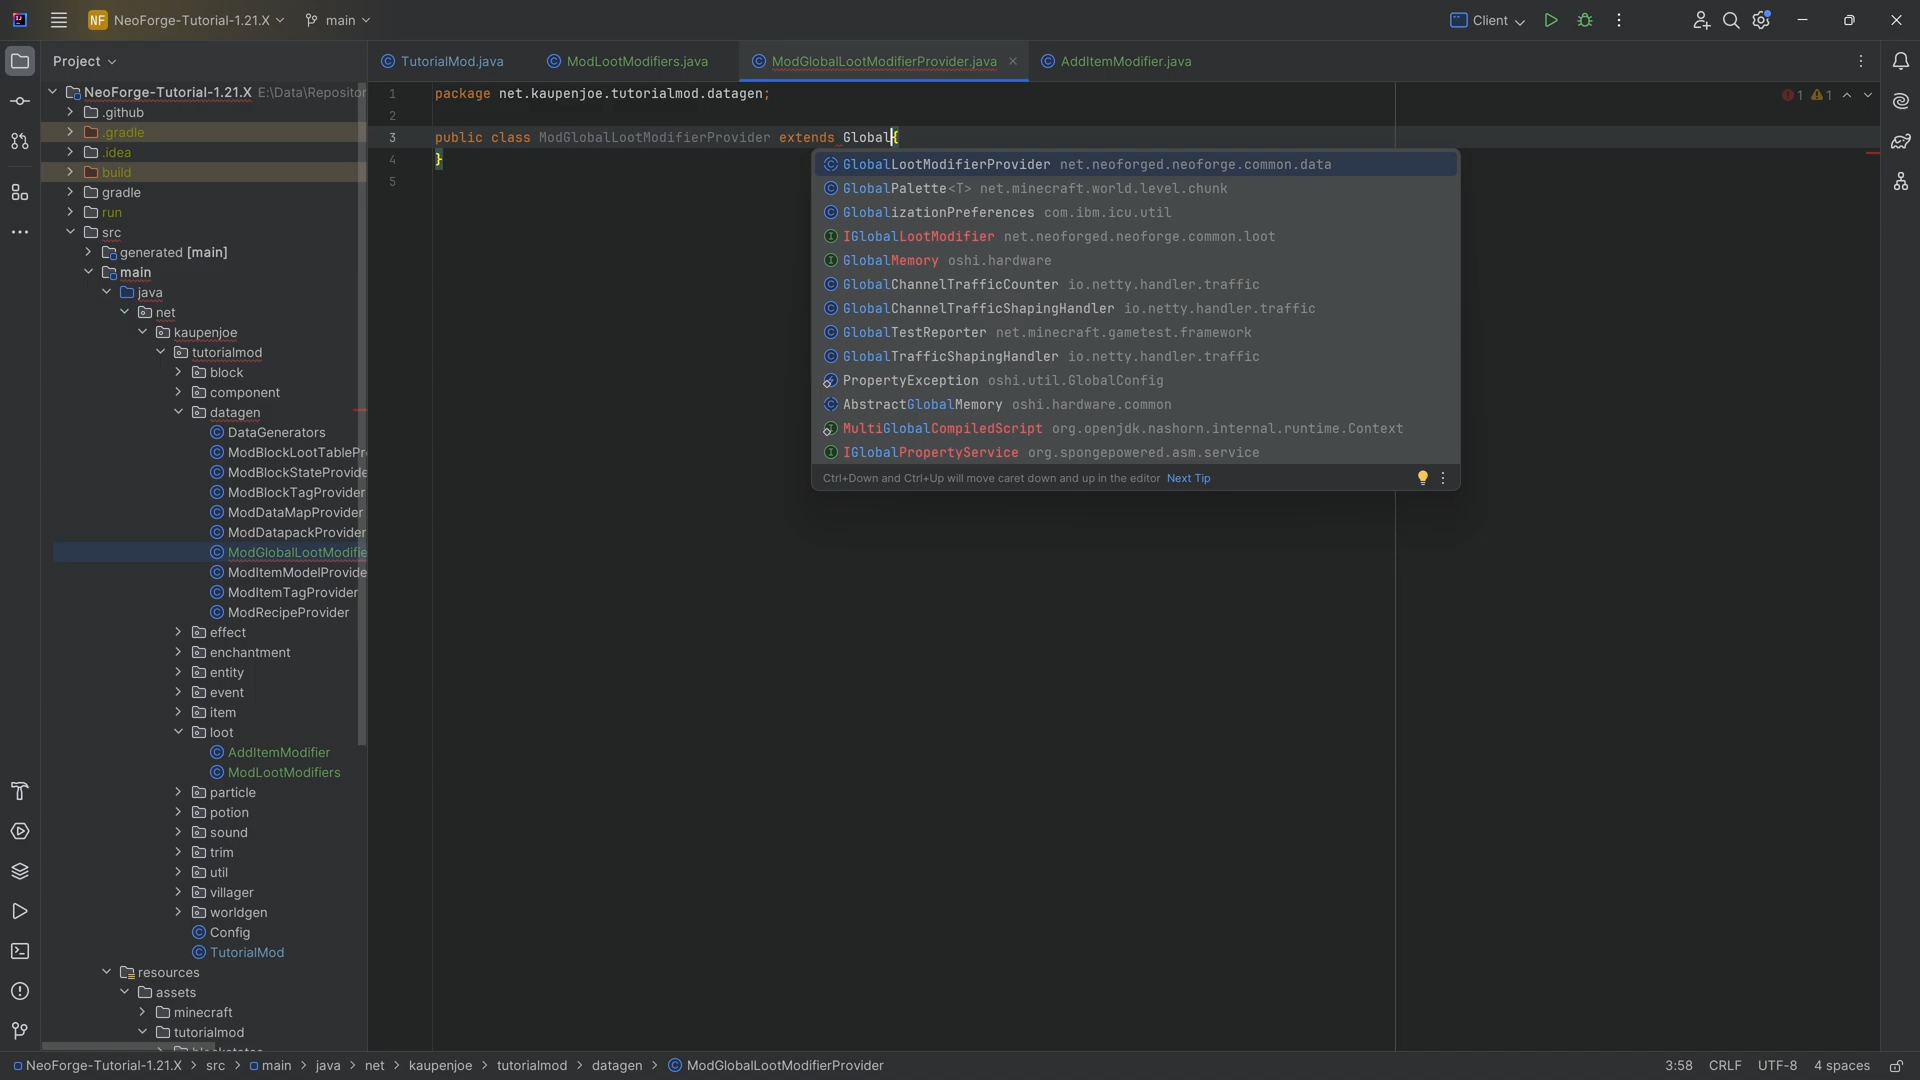 NF NeoForge-Tutorial-1.21.X main Client
Project
TutorialMod.java ModLootModifiers.java ModGlobalLootModifierProvider.java AddItemModifier.java
NeoForge-Tutorial-1.21.X E:\Data\Repositor
.github
.gradle
.idea
build
gradle
run
src
generated [main]
main
java
net
kaupenjoe
tutorialmod
block
component
datagen
DataGenerators
ModBlockLootTablePr
ModBlockStateProvide
ModBlockTagProvider
ModDataMapProvider
ModDatapackProvider
ModGlobalLootModifie
ModItemModelProvide
ModItemTagProvider
ModRecipeProvider
effect
enchantment
entity
event
item
loot
AddItemModifier
ModLootModifiers
particle
potion
sound
trim
util
villager
worldgen
Config
TutorialMod
resources
assets
minecraft
tutorialmod
1 package net.kaupenjoe.tutorialmod.datagen;
2
3 public class ModGlobalLootModifierProvider extends Global{
4 }
5
1 1
GlobalLootModifierProvider net.neoforged.neoforge.common.data
GlobalPalette<T> net.minecraft.world.level.chunk
GlobalizationPreferences com.ibm.icu.util
IGlobalLootModifier net.neoforged.neoforge.common.loot
GlobalMemory oshi.hardware
GlobalChannelTrafficCounter io.netty.handler.traffic
GlobalChannelTrafficShapingHandler io.netty.handler.traffic
GlobalTestReporter net.minecraft.gametest.framework
GlobalTrafficShapingHandler io.netty.handler.traffic
PropertyException oshi.util.GlobalConfig
AbstractGlobalMemory oshi.hardware.common
MultiGlobalCompiledScript org.openjdk.nashorn.internal.runtime.Context
IGlobalPropertyService org.spongepowered.asm.service
Ctrl+Down and Ctrl+Up will move caret down and up in the editor Next Tip
NeoForge-Tutorial-1.21.X > src > main > java > net > kaupenjoe > tutorialmod > datagen > ModGlobalLootModifierProvider 3:58 CRLF UTF-8 4 spaces